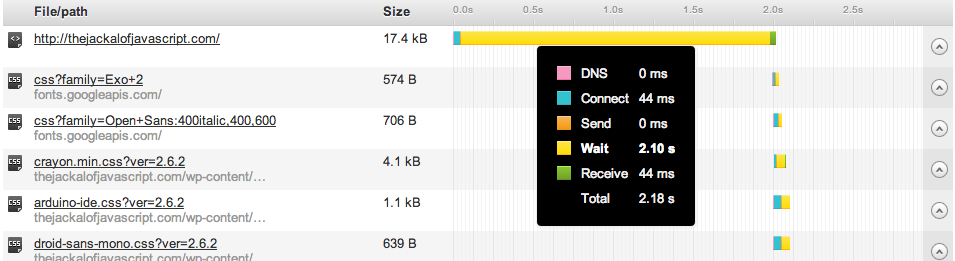 File/path Size 0.0s 0.5s 1.0s 1.5s 2.0s 2.5s
<> http://thejackalofjavascript.com/ 17.4 kB
CSS css?family=Exo+2 574 B
fonts.googleapis.com/
CSS css?family=Open+Sans:400italic,400,600 706 B
fonts.googleapis.com/
CSS crayon.min.css?ver=2.6.2 4.1 kB
thejackalofjavascript.com/wp-content/…
CSS arduino-ide.css?ver=2.6.2 1.1 kB
thejackalofjavascript.com/wp-content/…
CSS droid-sans-mono.css?ver=2.6.2 639 B
thejackalofjavascript.com/wp-content/…
DNS 0 ms
Connect 44 ms
Send 0 ms
Wait 2.10 s
Receive 44 ms
Total 2.18 s